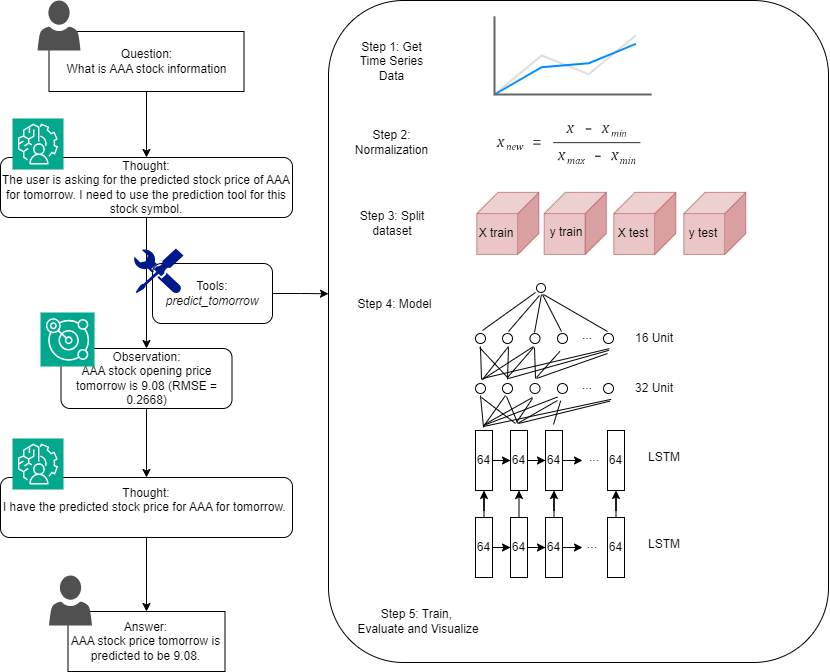 Question:
What is AAA stock information
Thought:
The user is asking for the predicted stock price of AAA
for tomorrow. I need to use the prediction tool for this
stock symbol.
Tools:
predict_tomorrow
Observation:
AAA stock opening price
tomorrow is 9.08 (RMSE =
0.2668)
Thought:
I have the predicted stock price for AAA for tomorrow.
Answer:
AAA stock price tomorrow is
predicted to be 9.08.
Step 1: Get
Time Series
Data
Step 2:
Normalization
x new = x - x min
x max - x min
Step 3: Split
dataset
X train
y train
X test
y test
Step 4: Model
... 16 Unit
... 32 Unit
64 64 64 ... 64 LSTM
64 64 64 ... 64 LSTM
Step 5: Train,
Evaluate and Visualize